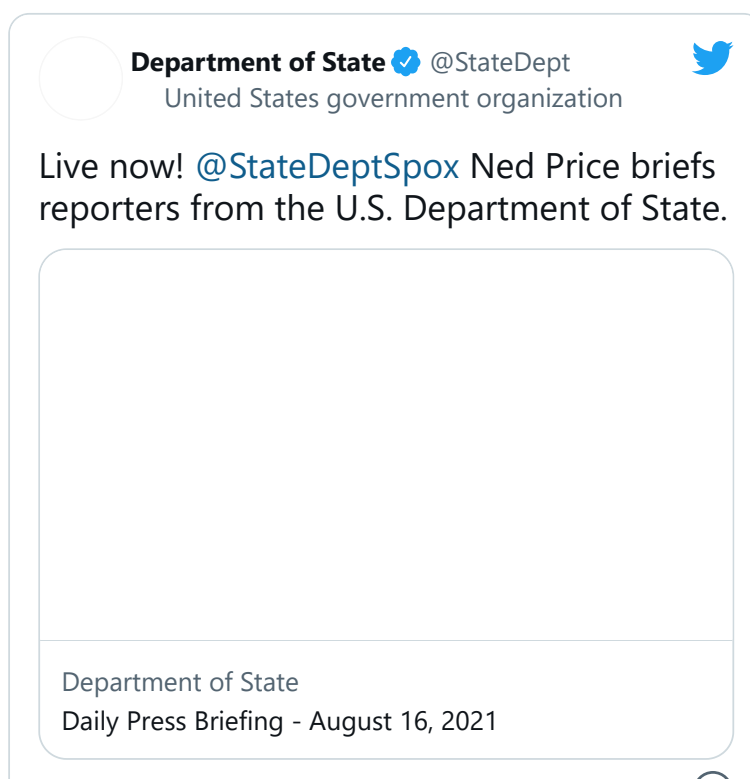 Department of State @StateDept
United States government organization
Live now! @StateDeptSpox Ned Price briefs
reporters from the U.S. Department of State.
Department of State
Daily Press Briefing - August 16, 2021